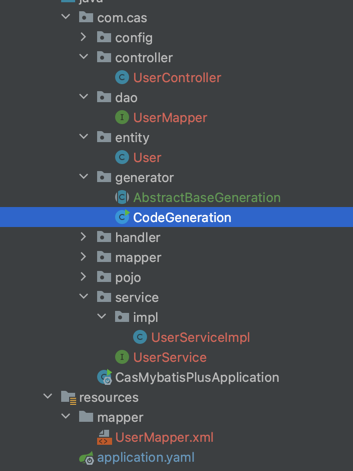 java
com.cas
config
controller
UserController
dao
UserMapper
entity
User
generator
AbstractBaseGeneration
CodeGeneration
handler
mapper
pojo
service
impl
UserServiceImpl
UserService
CasMybatisPlusApplication
resources
mapper
UserMapper.xml
application.yaml